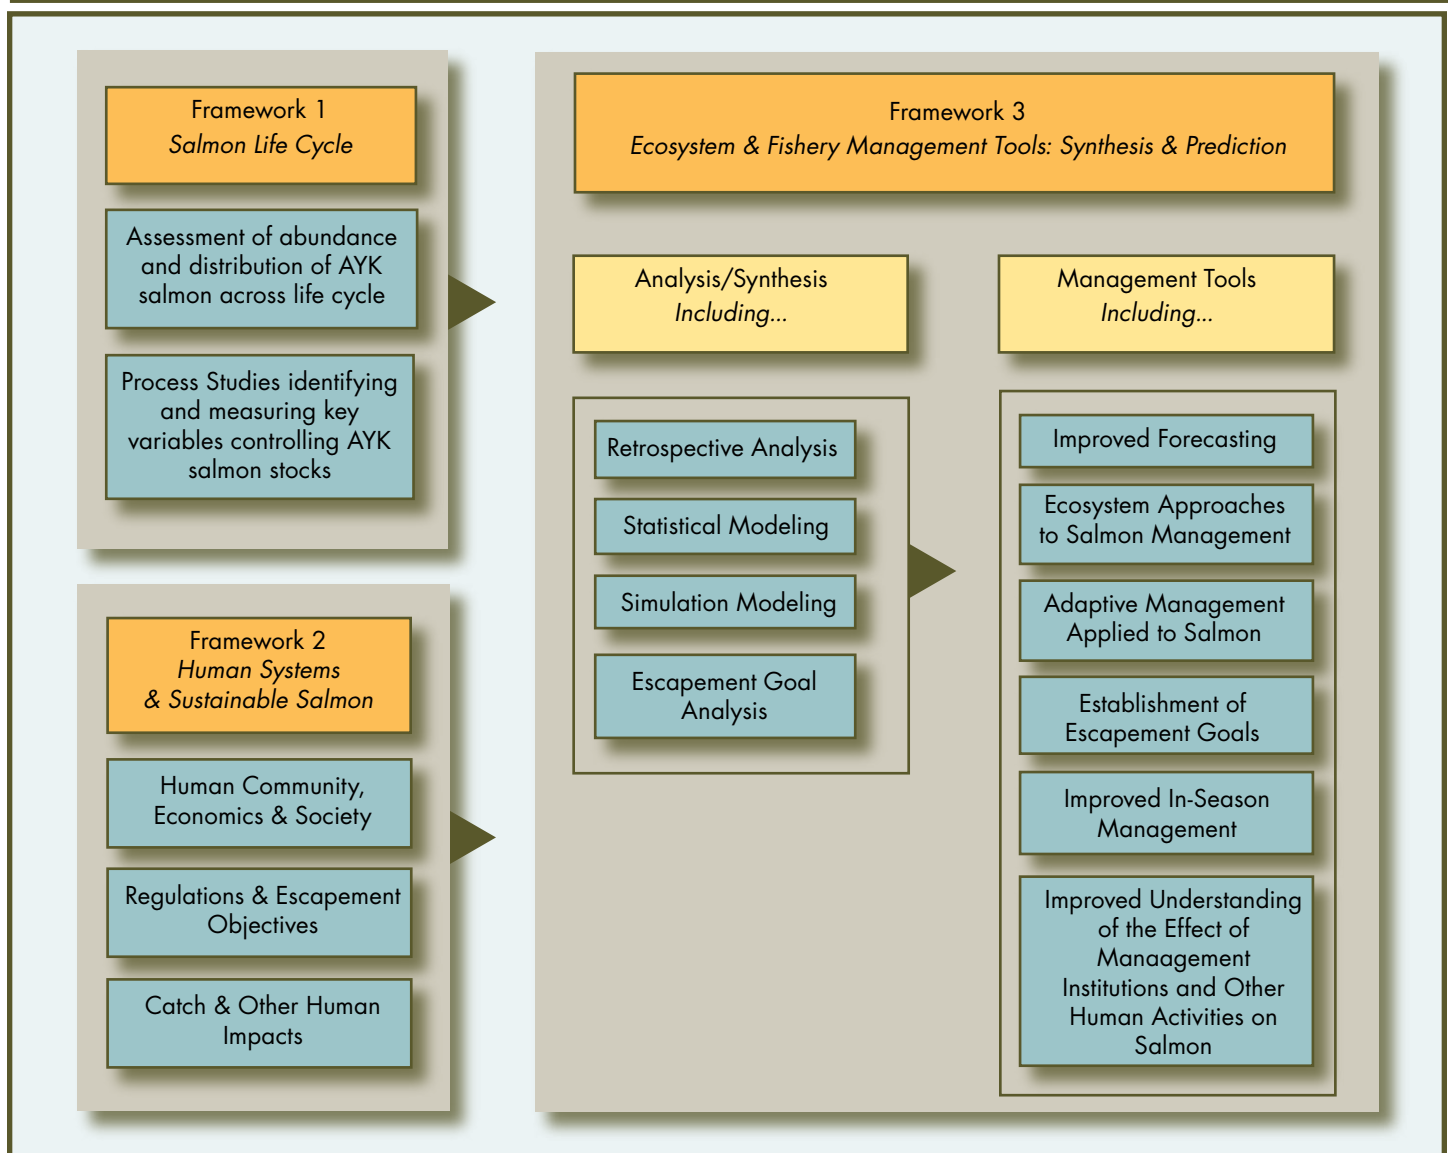 Framework 1
Salmon Life Cycle
Assessment of abundance
and distribution of AYK
salmon across life cycle
Process Studies identifying
and measuring key
variables controlling AYK
salmon stocks
Framework 2
Human Systems
& Sustainable Salmon
Human Community,
Economics & Society
Regulations & Escapement
Objectives
Catch & Other Human
Impacts
Framework 3
Ecosystem & Fishery Management Tools: Synthesis & Prediction
Analysis/Synthesis
Including...
Retrospective Analysis
Statistical Modeling
Simulation Modeling
Escapement Goal
Analysis
Management Tools
Including...
Improved Forecasting
Ecosystem Approaches
to Salmon Management
Adaptive Management
Applied to Salmon
Establishment of
Escapement Goals
Improved In-Season
Management
Improved Understanding
of the Effect of
Manaagement
Institutions and Other
Human Activities on
Salmon